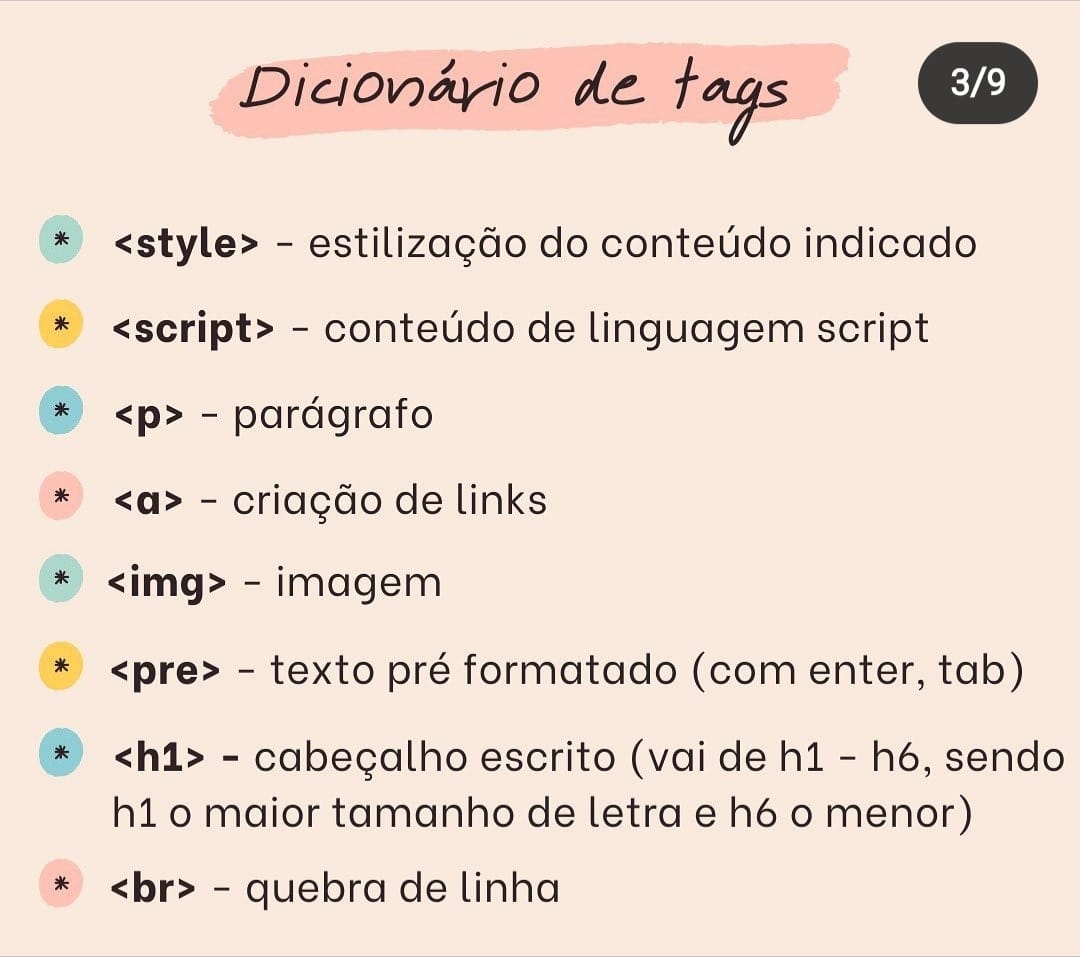 Dicionário de tags
3/9
* <style> - estilização do conteúdo indicado
* <script> - conteúdo de linguagem script
* <p> - parágrafo
* <a> - criação de links
* <img> - imagem
* <pre> - texto pré formatado (com enter, tab)
* <h1> - cabeçalho escrito (vai de h1 - h6, sendo
h1 o maior tamanho de letra e h6 o menor)
* <br> - quebra de linha